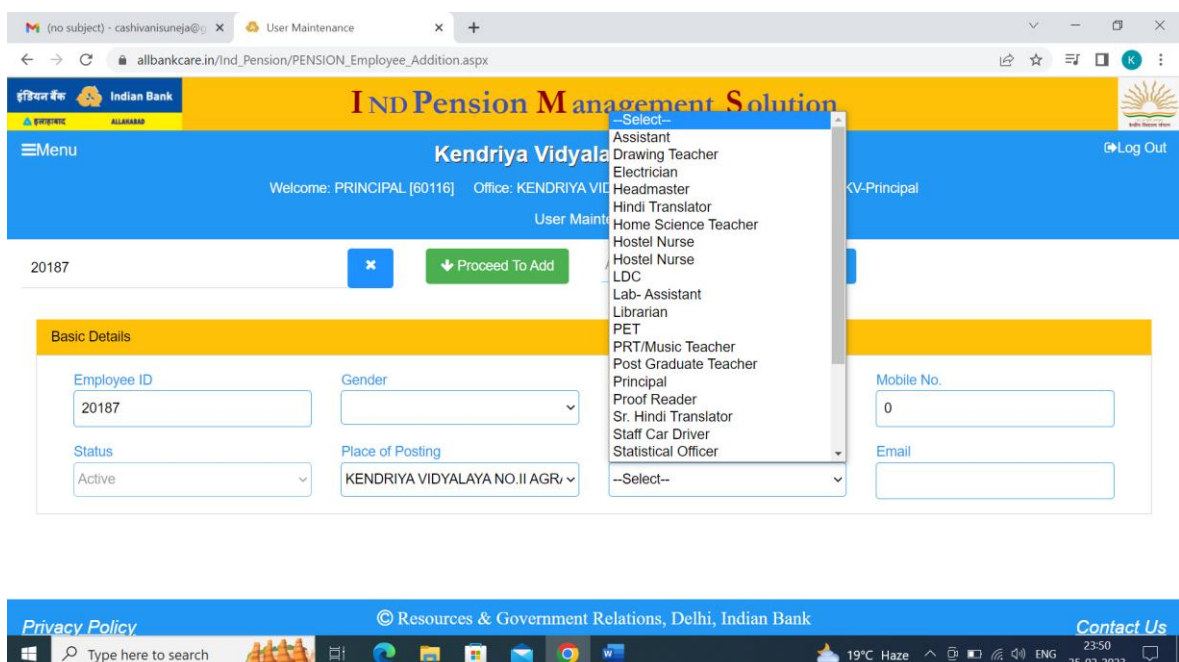 (no subject) - cashivanisuneja@g
User Maintenance
allbankcare.in/Ind_Pension/PENSION_Employee_Addition.aspx
K
इंडियन बैंक
Indian Bank
इलाहाबाद
ALLAHABAD
IND Pension Management Solution
Menu
Kendriya Vidyala
Log Out
Welcome: PRINCIPAL [60116] Office: KENDRIYA VID
KV-Principal
User Maint
20187
Proceed To Add
--Select--
Assistant
Drawing Teacher
Electrician
Headmaster
Hindi Translator
Home Science Teacher
Hostel Nurse
Hostel Nurse
LDC
Lab- Assistant
Librarian
PET
PRT/Music Teacher
Post Graduate Teacher
Principal
Proof Reader
Sr. Hindi Translator
Staff Car Driver
Statistical Officer
Basic Details
Employee ID
Gender
Mobile No.
20187
0
Status
Place of Posting
Email
Active
KENDRIYA VIDYALAYA NO.II AGR
--Select--
Privacy Policy
© Resources & Government Relations, Delhi, Indian Bank
Contact Us
Type here to search
19°C Haze
ENG
23:50